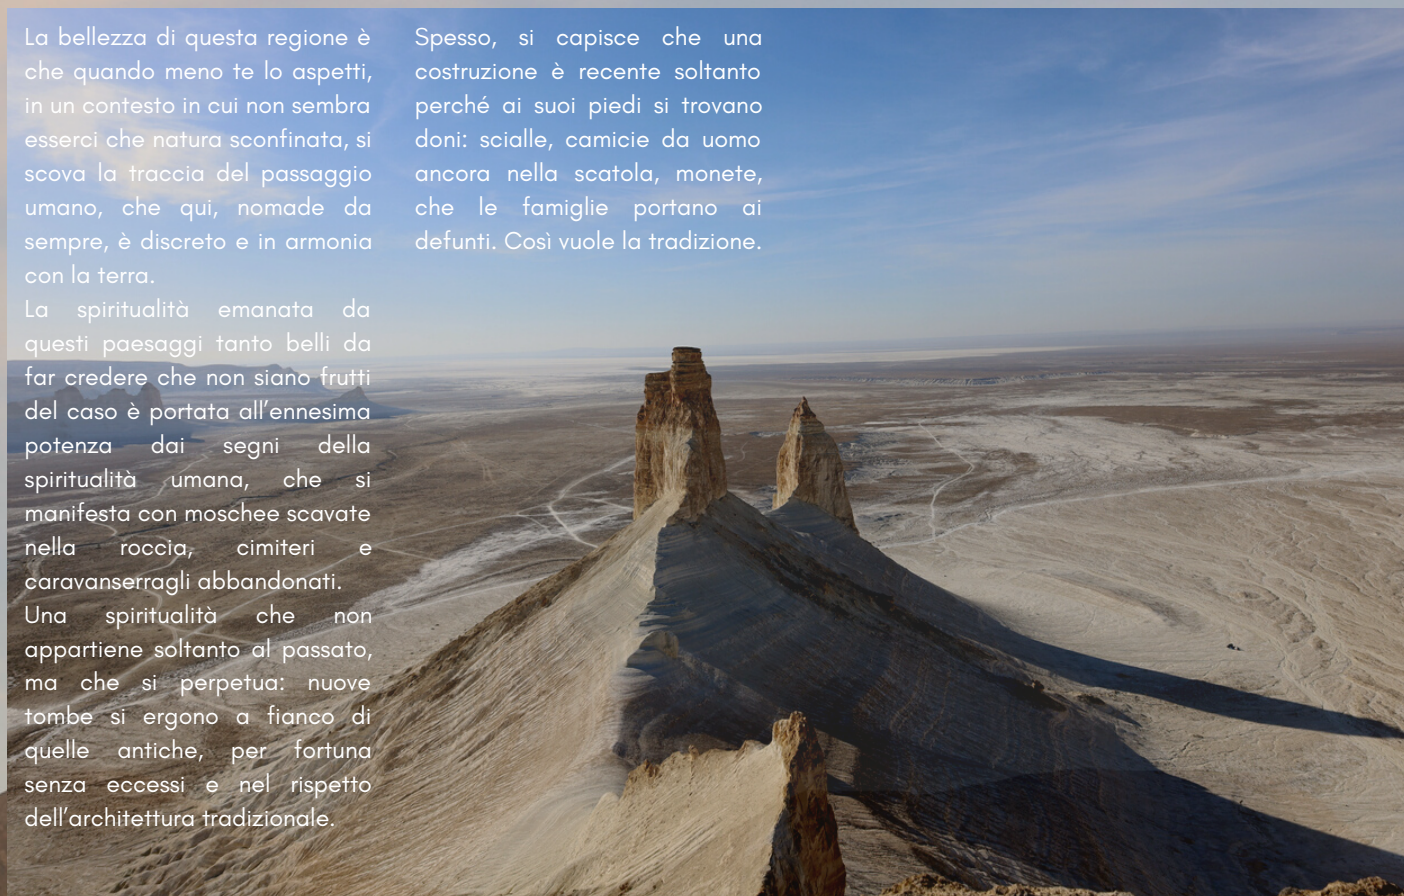 La bellezza di questa regione è
che quando meno te lo aspetti,
in un contesto in cui non sembra
esserci che natura sconfinata, si
scova la traccia del passaggio
umano, che qui, nomade da
sempre, è discreto e in armonia
con la terra.
La spiritualità emanata da
questi paesaggi tanto belli da
far credere che non siano frutti
del caso è portata all’ennesima
potenza dai segni della
spiritualità umana, che si
manifesta con moschee scavate
nella roccia, cimiteri e
caravanserragli abbandonati.
Una spiritualità che non
appartiene soltanto al passato,
ma che si perpetua: nuove
tombe si ergono a fianco di
quelle antiche, per fortuna
senza eccessi e nel rispetto
dell’architettura tradizionale.
Spesso, si capisce che una
costruzione è recente soltanto
perché ai suoi piedi si trovano
doni: scialle, camicie da uomo
ancora nella scatola, monete,
che le famiglie portano ai
defunti. Così vuole la tradizione.